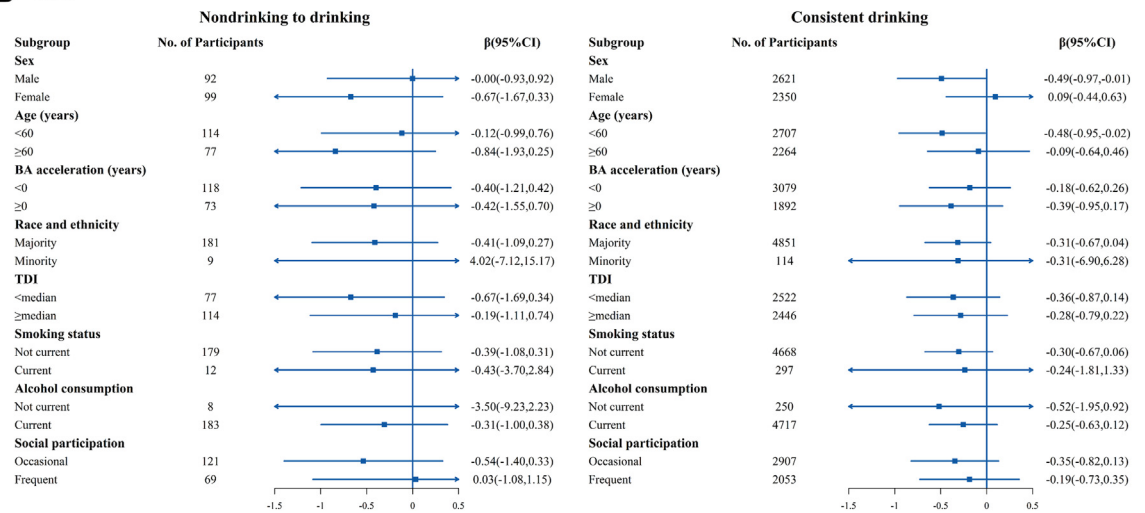 Nondrinking to drinking
Subgroup No. of Participants β(95%CI)
Sex
Male 92 -0.00(-0.93,0.92)
Female 99 -0.67(-1.67,0.33)
Age (years)
<60 114 -0.12(-0.99,0.76)
≥60 77 -0.84(-1.93,0.25)
BA acceleration (years)
<0 118 -0.40(-1.21,0.42)
≥0 73 -0.42(-1.55,0.70)
Race and ethnicity
Majority 181 -0.41(-1.09,0.27)
Minority 9 4.02(-7.12,15.17)
TDI
<median 77 -0.67(-1.69,0.34)
≥median 114 -0.19(-1.11,0.74)
Smoking status
Not current 179 -0.39(-1.08,0.31)
Current 12 -0.43(-3.70,2.84)
Alcohol consumption
Not current 8 -3.50(-9.23,2.23)
Current 183 -0.31(-1.00,0.38)
Social participation
Occasional 121 -0.54(-1.40,0.33)
Frequent 69 0.03(-1.08,1.15)
-1.5 -1 -0.5 0 0.5
Consistent drinking
Subgroup No. of Participants β(95%CI)
Sex
Male 2621 -0.49(-0.97,-0.01)
Female 2350 0.09(-0.44,0.63)
Age (years)
<60 2707 -0.48(-0.95,-0.02)
≥60 2264 -0.09(-0.64,0.46)
BA acceleration (years)
<0 3079 -0.18(-0.62,0.26)
≥0 1892 -0.39(-0.95,0.17)
Race and ethnicity
Majority 4851 -0.31(-0.67,0.04)
Minority 114 -0.31(-6.90,6.28)
TDI
<median 2522 -0.36(-0.87,0.14)
≥median 2446 -0.28(-0.79,0.22)
Smoking status
Not current 4668 -0.30(-0.67,0.06)
Current 297 -0.24(-1.81,1.33)
Alcohol consumption
Not current 250 -0.52(-1.95,0.92)
Current 4717 -0.25(-0.63,0.12)
Social participation
Occasional 2907 -0.35(-0.82,0.13)
Frequent 2053 -0.19(-0.73,0.35)
-1.5 -1 -0.5 0 0.5